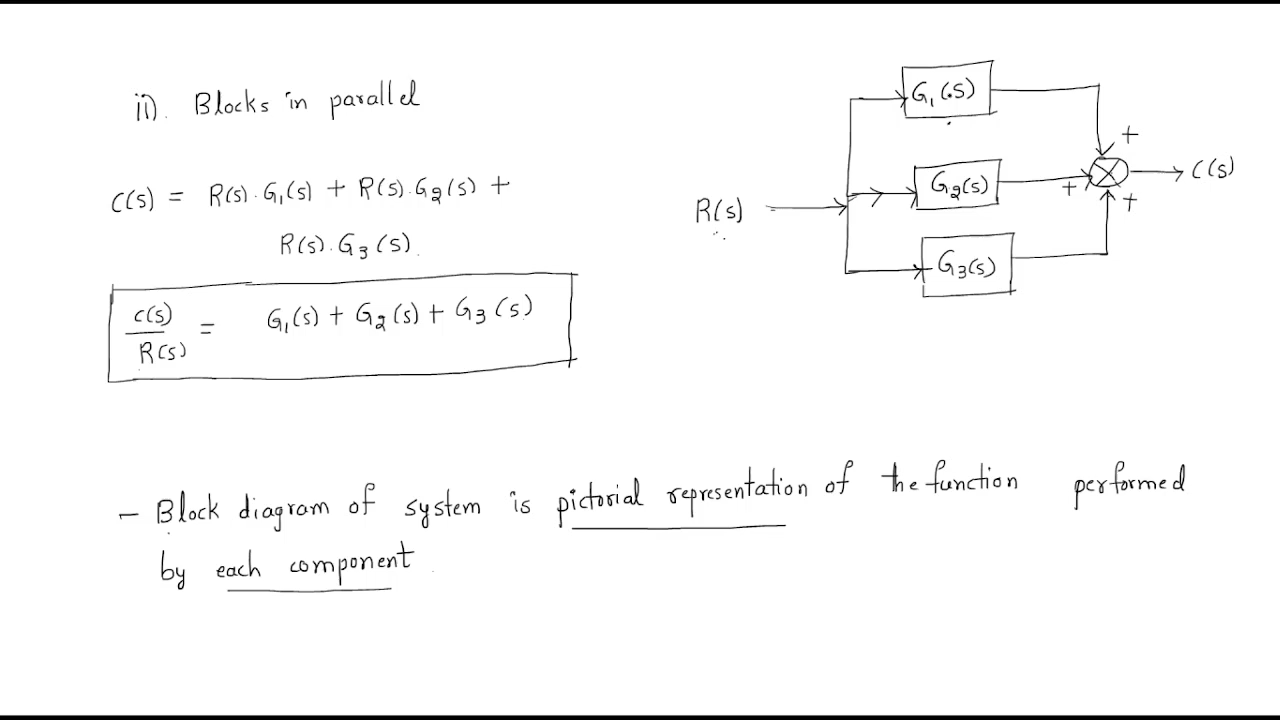 ii). Blocks in parallel
C(s) = R(s).G₁(s) + R(s).G₂(s) +
R(s).G₃(s).
C(s)
R(s)
= G₁(s) + G₂(s) + G₃(s)
G₁(s)
+
G₂(s)
+
C(s)
R(s)
+
G₃(s)
– Block diagram of system is pictorial representation of the function performed
by each component.